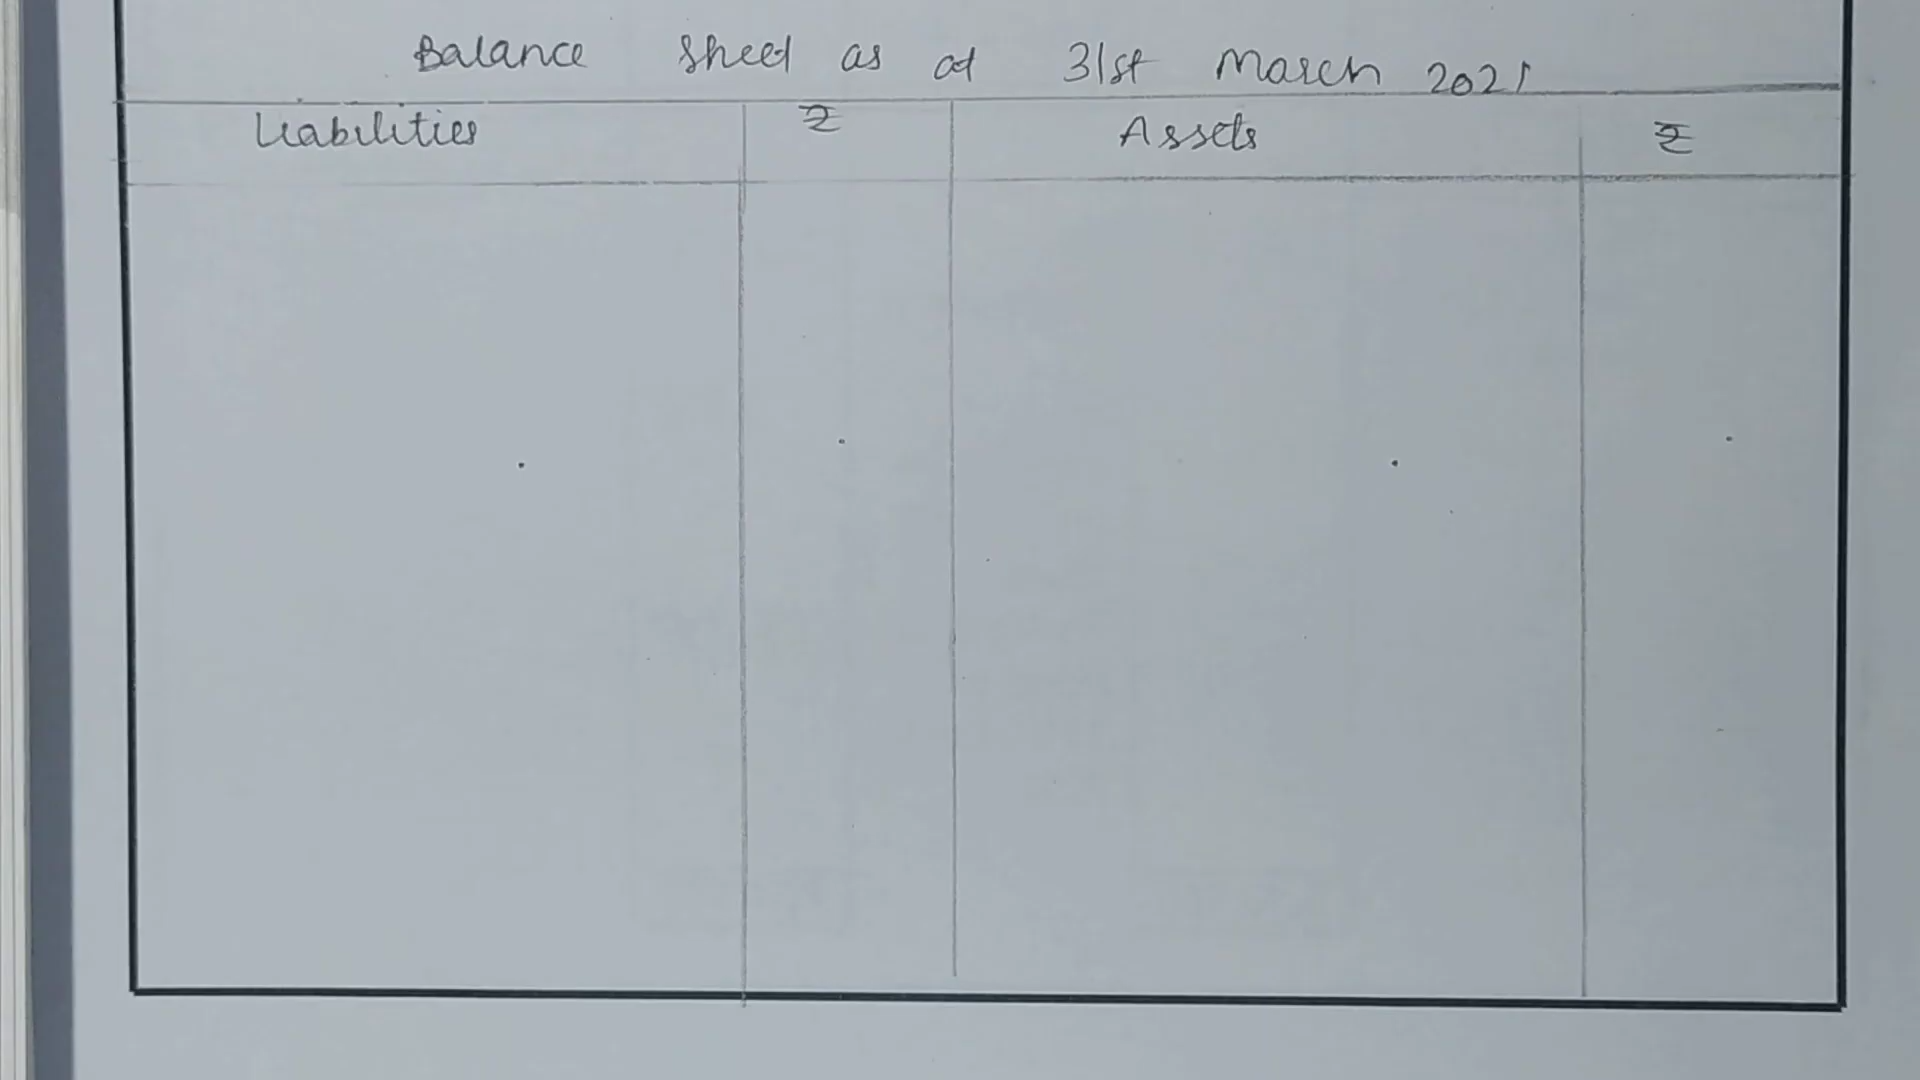 Balance Sheet as at 31st March 2021
Liabilities ₹ Assets ₹